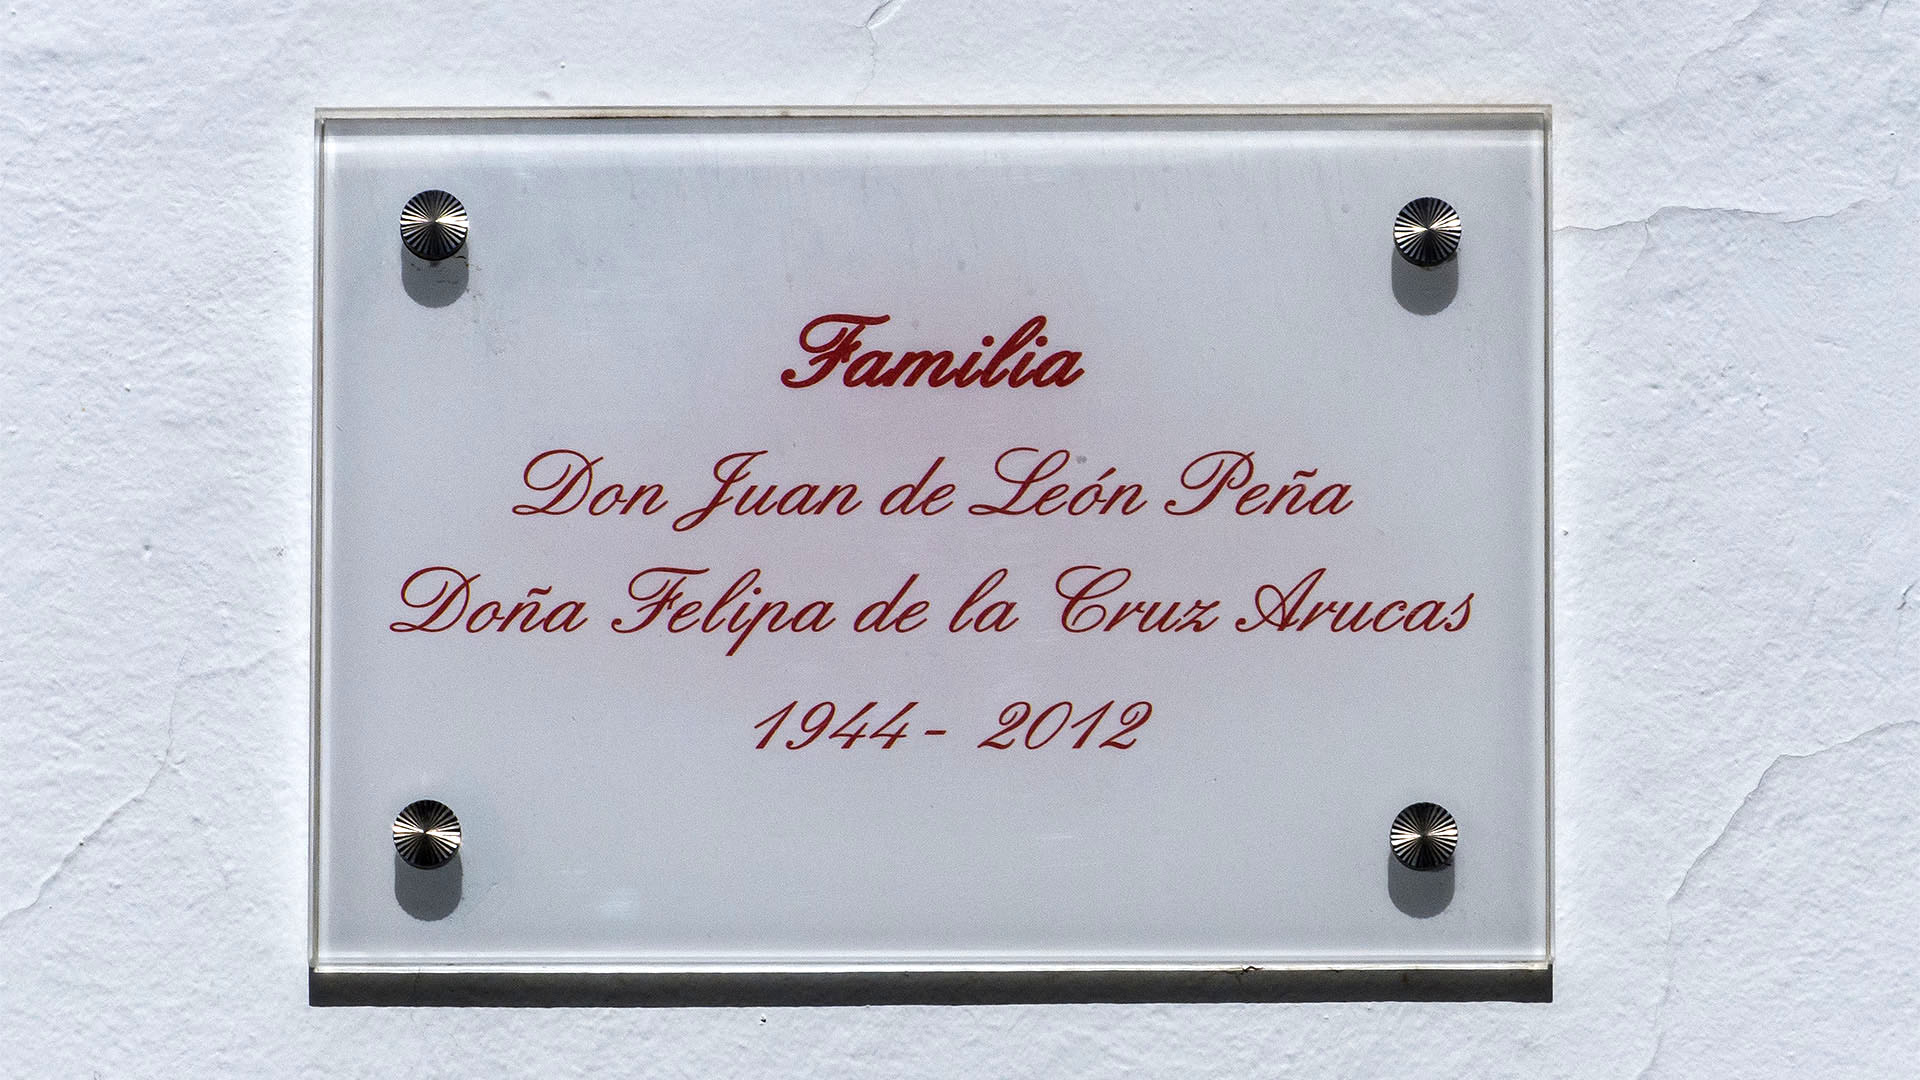 Familia
Don Juan de León Peña
Doña Felipa de la Cruz Arucas
1944 - 2012